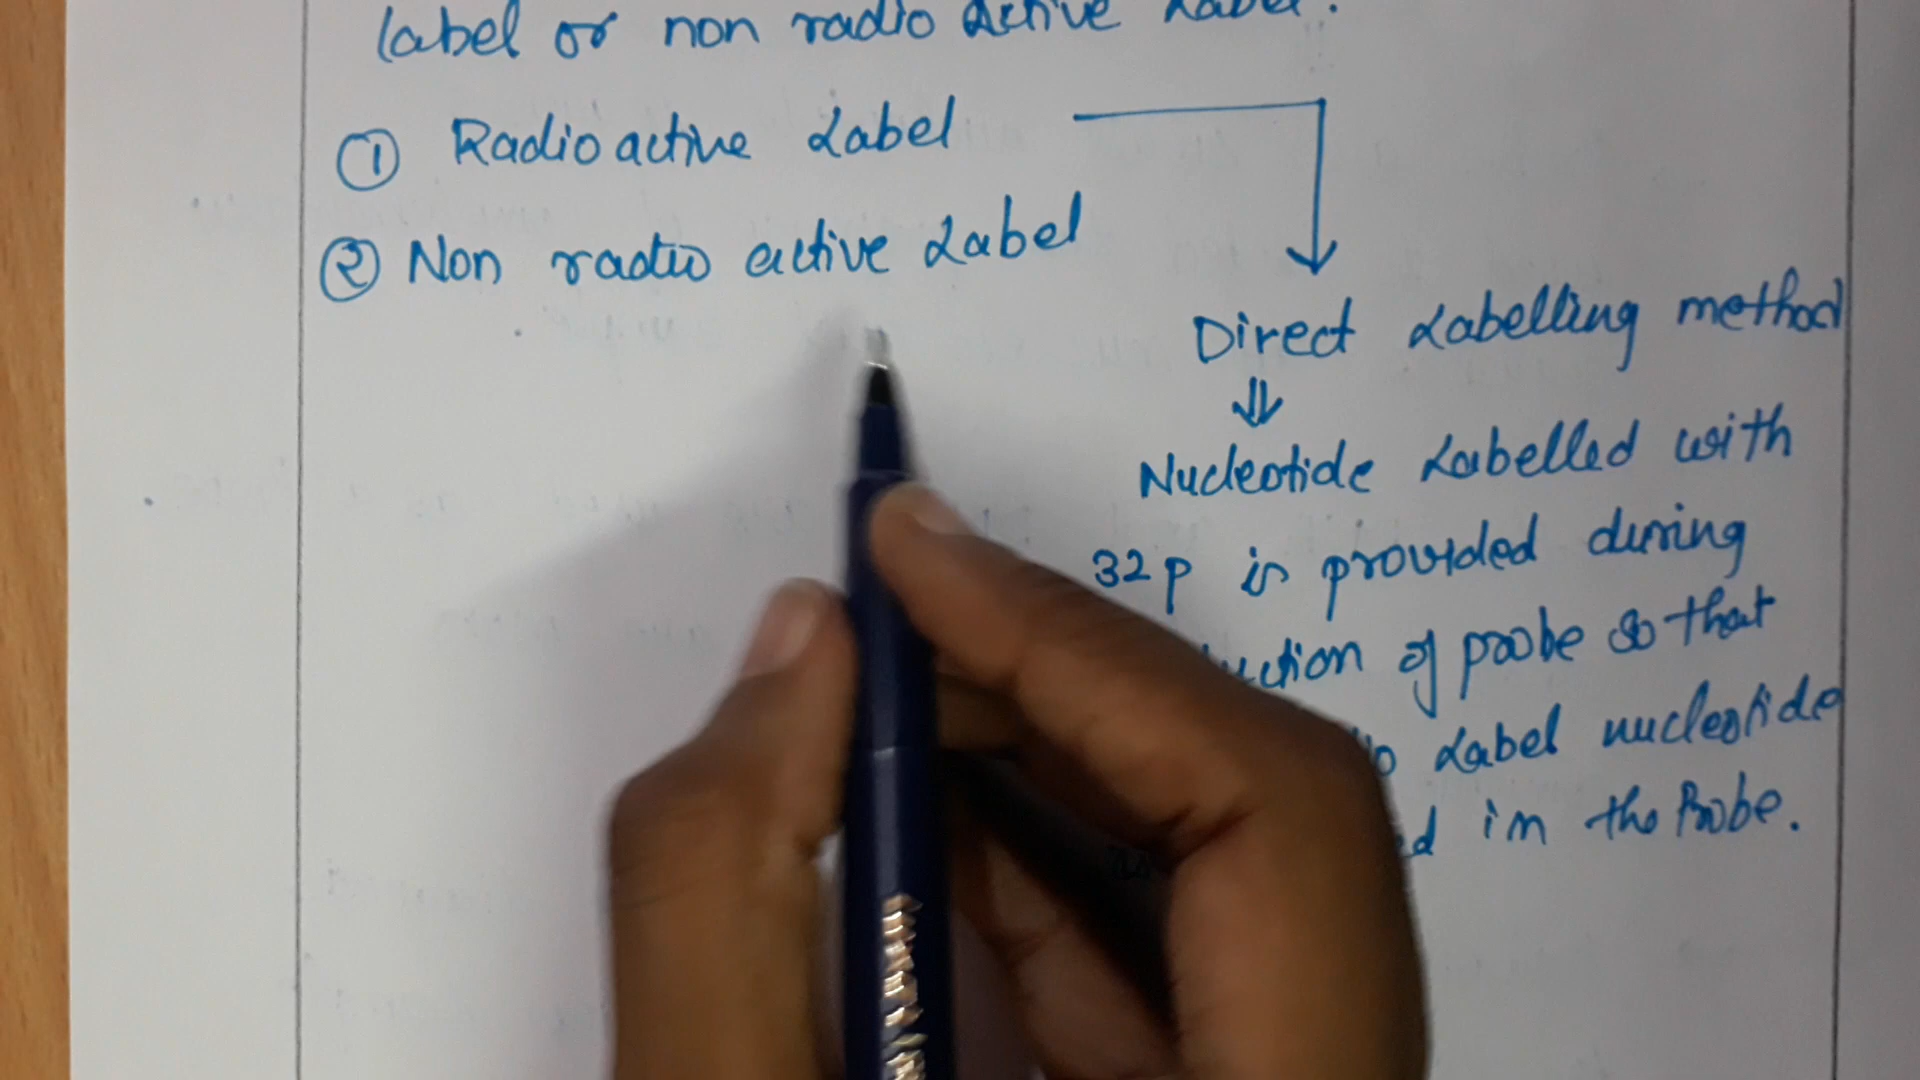 label or non radio active Label.
① Radioactive Label
② Non radio active Label
Direct Labelling method
⇓
Nucleotide Labelled with
32p is provided during
of probe so that
Label nucleotide
in the Probe.